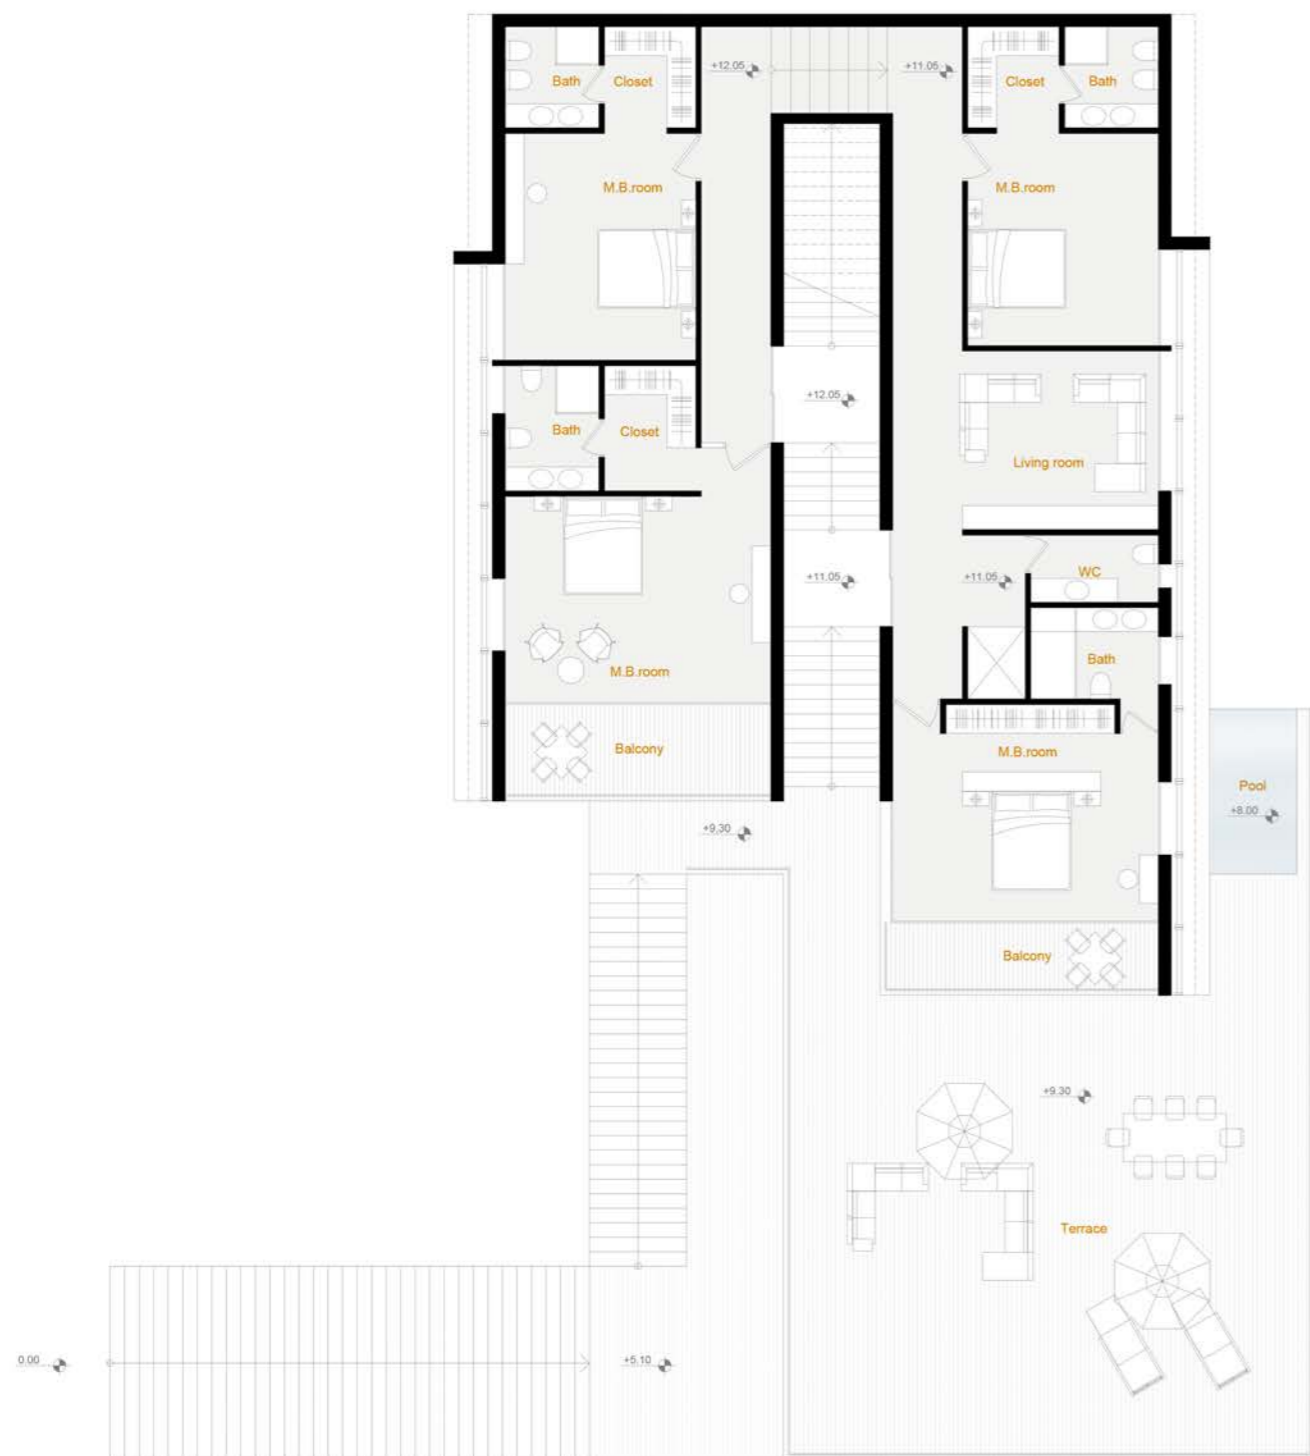 +12.05
+11.05
Bath
Closet
Closet
Bath
M.B.room
M.B.room
+12.05
Bath
Closet
Living room
+11.05
+11.05
WC
Bath
M.B.room
Balcony
M.B.room
Pool
+8.00
+9.30
Balcony
+9.30
Terrace
0.00
+5.10